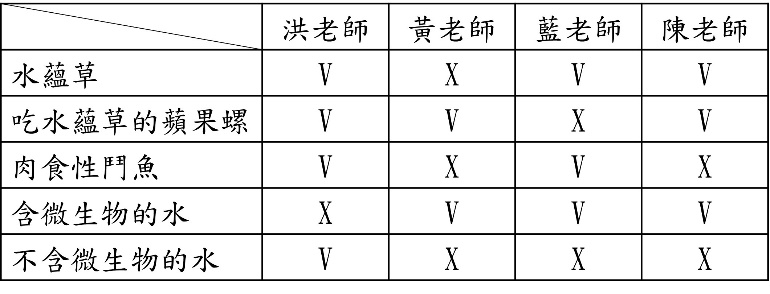 洪老師 黃老師 藍老師 陳老師
水蘊草 V X V V
吃水蘊草的蘋果螺 V V X V
肉食性鬥魚 V X V X
含微生物的水 X V V V
不含微生物的水 V X X X